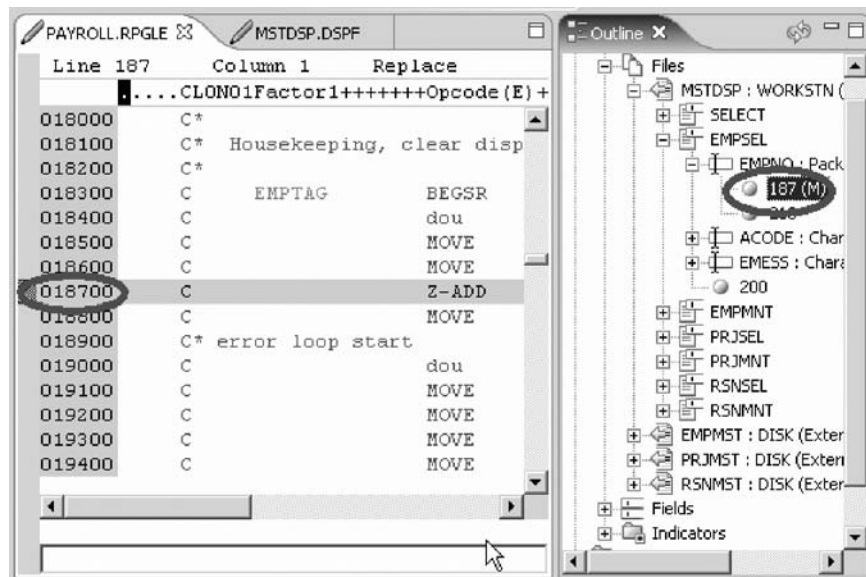 PAYROLL.RPGLE
MSTDSP.DSPF
Line 187 Column 1 Replace
.....CL0N01Factor1+++++++Opcode(E)+
018000 C*
018100 C* Housekeeping, clear disp
018200 C*
018300 C EMPTAG BEGSR
018400 C dou
018500 C MOVE
018600 C MOVE
018700 C Z-ADD
018800 C MOVE
018900 C* error loop start
019000 C dou
019100 C MOVE
019200 C MOVE
019300 C MOVE
019400 C MOVE
Outline
Files
MSTDSP : WORKSTN (
SELECT
EMPSEL
EMPNO : Pack
187 (M)
ACODE : Char
EMESS : Chara
200
EMPMNT
PRJSEL
PRJMNT
RSNSEL
RSNMNT
EMPMST : DISK (Exter
PRJMST : DISK (Extern
RSNMST : DISK (Exter
Fields
Indicators